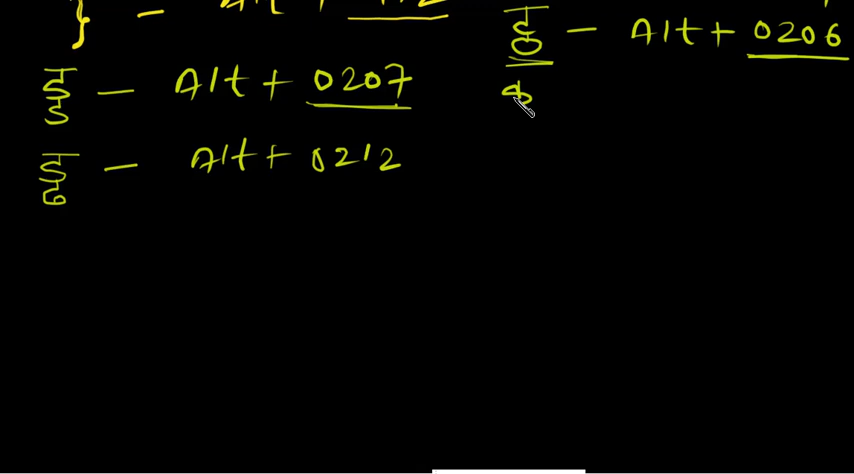 } –
ड्ड – Alt + 0207
ड्ढ – Alt + 0212
ट्ठ – Alt + 0206